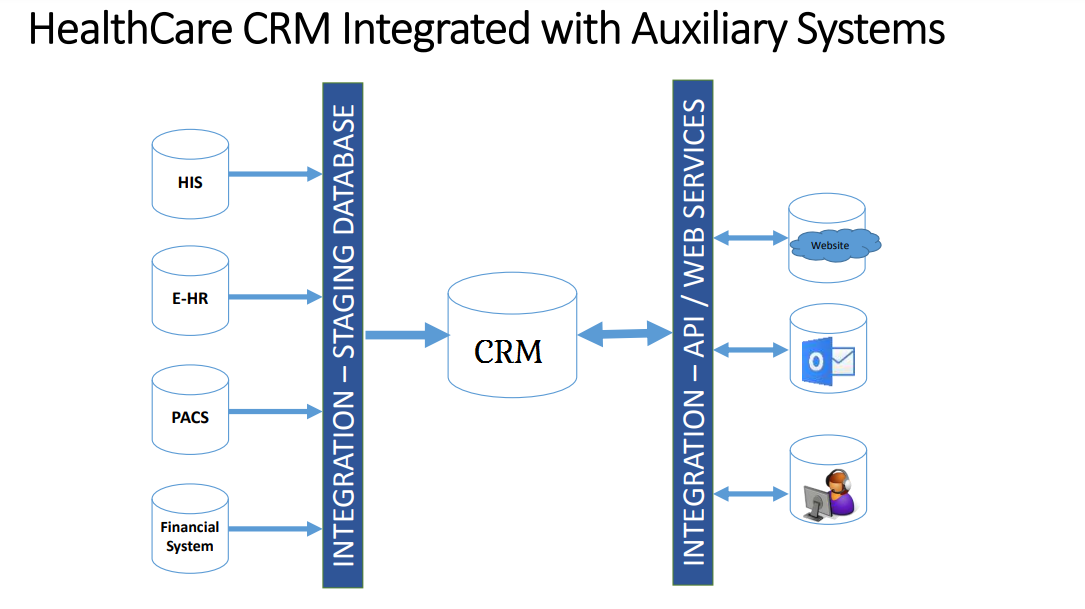 HealthCare CRM Integrated with Auxiliary Systems
HIS
E-HR
PACS
Financial
System
INTEGRATION – STAGING DATABASE
CRM
INTEGRATION – API / WEB SERVICES
Website
O